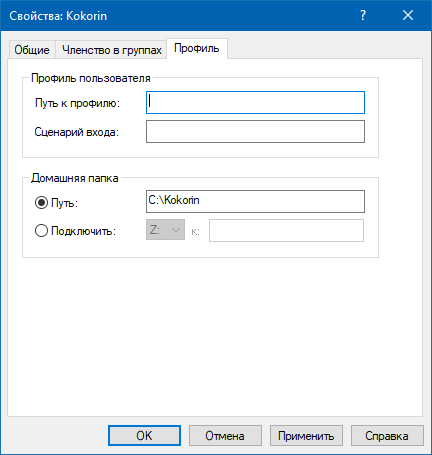 Свойства: Kokorin
Общие Членство в группах Профиль
Профиль пользователя
Путь к профилю:
Сценарий входа:
Домашняя папка
Путь: C:\Kokorin
Подключить: Z: к:
OK Отмена Применить Справка